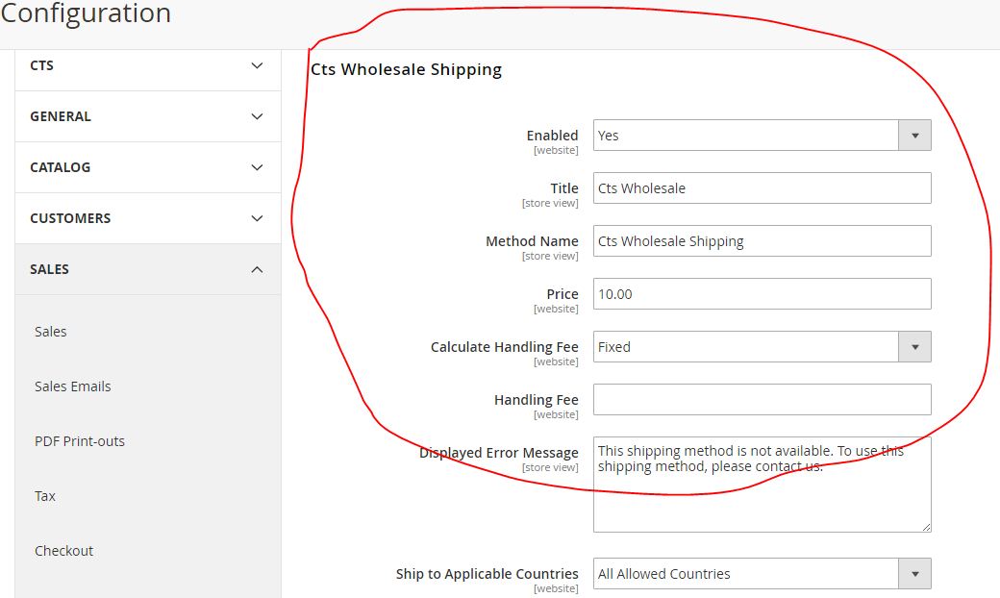 Configuration
CTS
GENERAL
CATALOG
CUSTOMERS
SALES
Sales
Sales Emails
PDF Print-outs
Tax
Checkout
Cts Wholesale Shipping
Enabled
[website]
Yes
Title
[store view]
Cts Wholesale
Method Name
[store view]
Cts Wholesale Shipping
Price
[website]
10.00
Calculate Handling Fee
[website]
Fixed
Handling Fee
[website]
Displayed Error Message
[store view]
This shipping method is not available. To use this
shipping method, please contact us.
Ship to Applicable Countries
[website]
All Allowed Countries